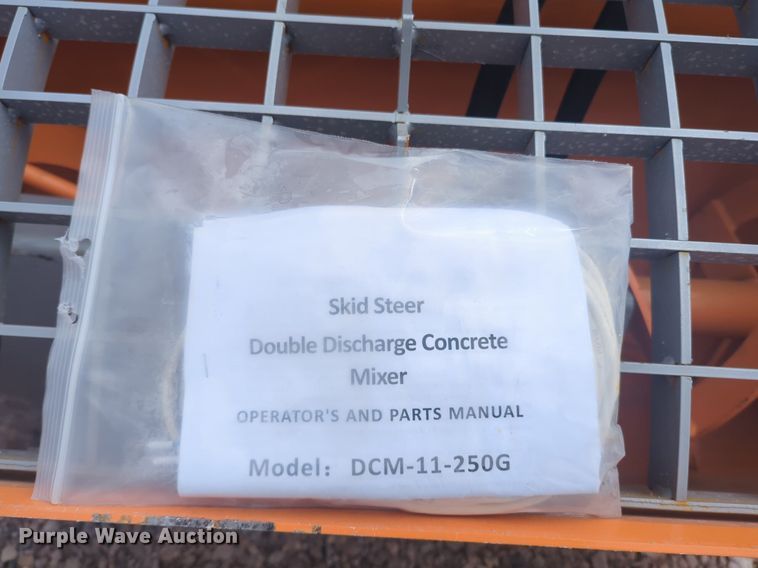 Skid Steer
Double Discharge Concrete
Mixer
OPERATOR'S AND PARTS MANUAL
Model: DCM-11-250G
Purple Wave Auction®